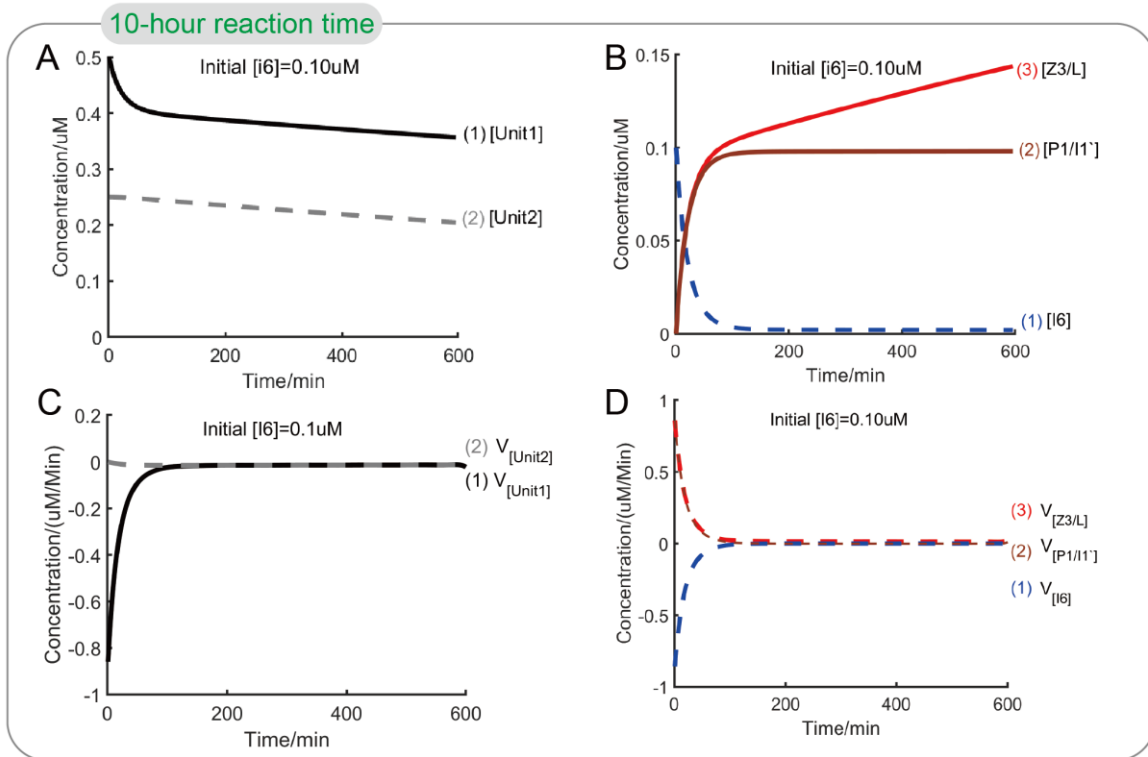 10-hour reaction time
A
Initial [i6]=0.10uM
0.5
0.4
0.3
0.2
0.1
0
Concentration/uM
(1) [Unit1]
(2) [Unit2]
0 200 400 600
Time/min
B
Initial [i6]=0.10uM
0.15
0.1
0.05
0
Concentration/uM
(3) [Z3/L]
(2) [P1/I1`]
(1) [I6]
0 200 400 600
Time/min
C
Initial [I6]=0.1uM
0.2
0
-0.2
-0.4
-0.6
-0.8
-1
Concentration/(uM/Min)
(2) V[Unit2]
(1) V[Unit1]
0 200 400 600
Time/min
D
Initial [I6]=0.10uM
1
0.5
0
-0.5
-1
Concentration/(uM/Min)
(3) V[Z3/L]
(2) V[P1/I1`]
(1) V[I6]
0 200 400 600
Time/min